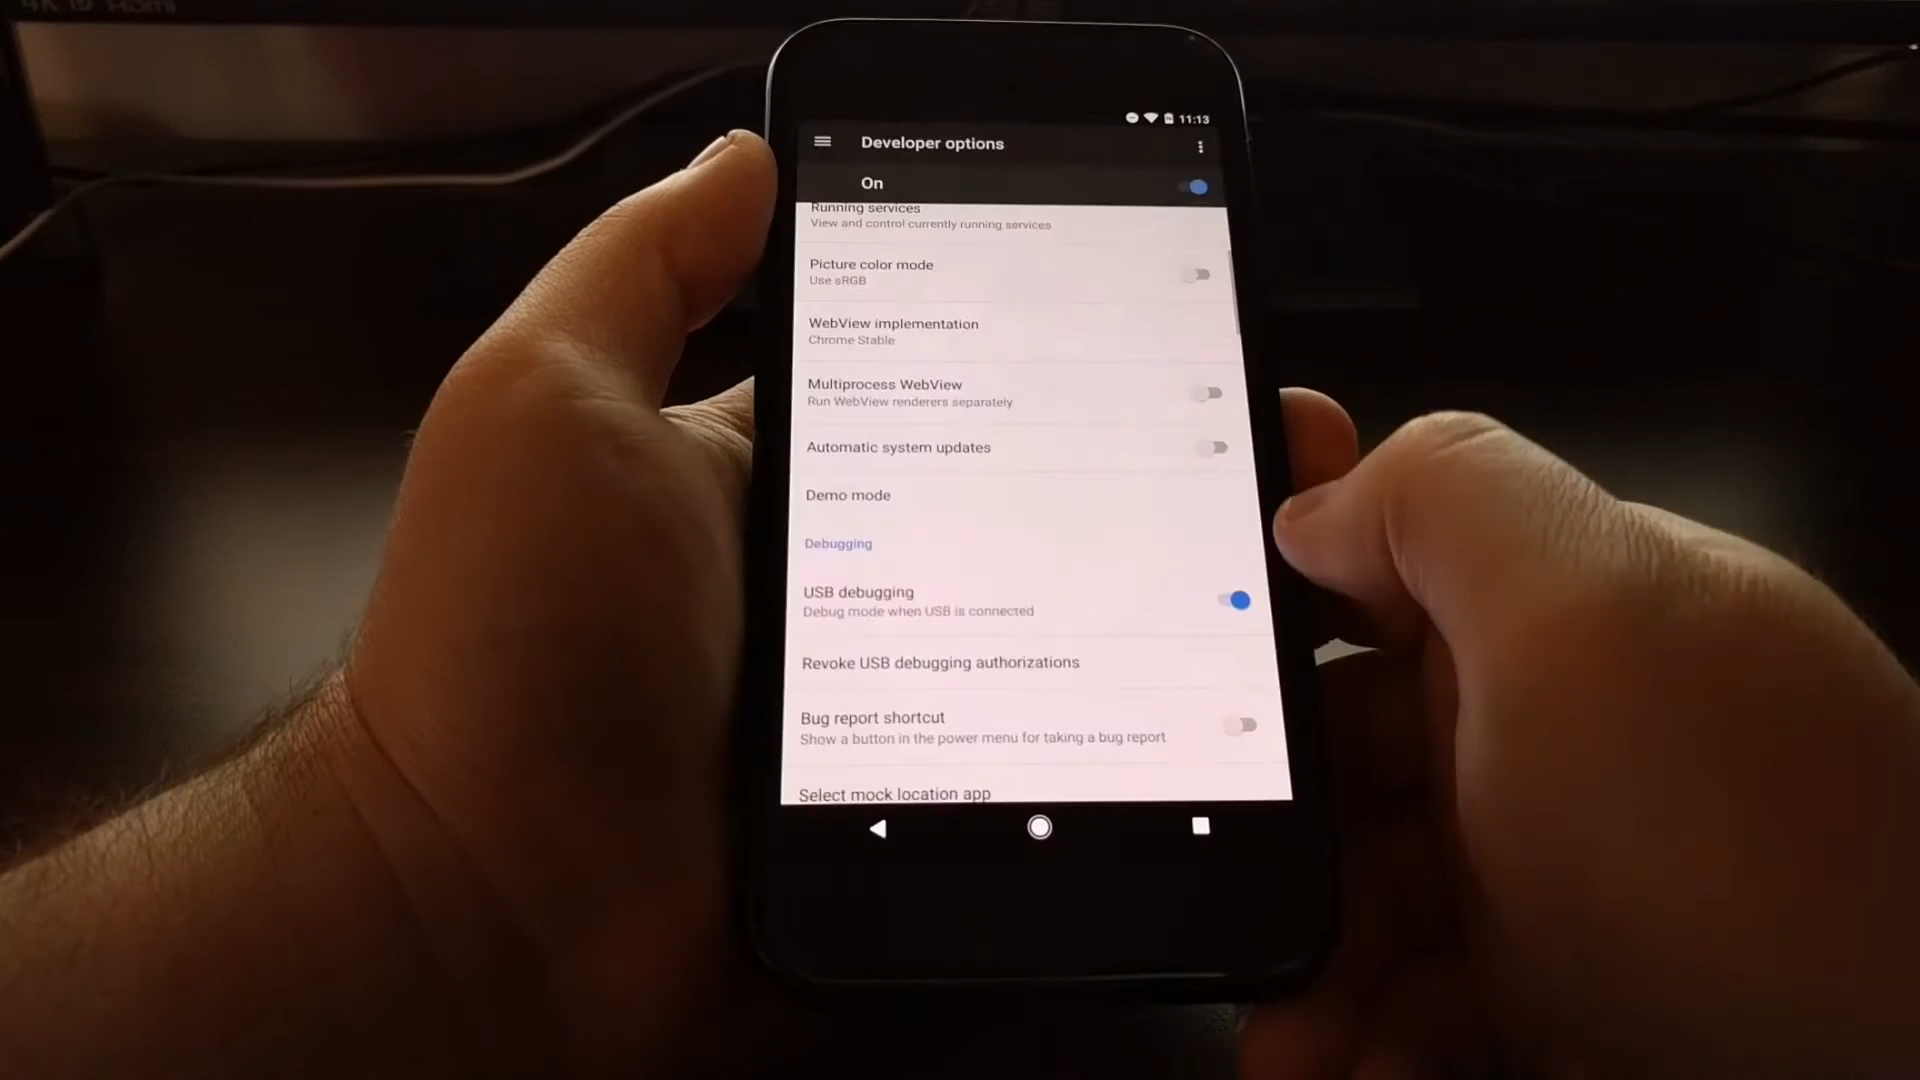 4K TO HDMI
11:13
Developer options
On
Running services
View and control currently running services
Picture color mode
Use sRGB
WebView implementation
Chrome Stable
Multiprocess WebView
Run WebView renderers separately
Automatic system updates
Demo mode
Debugging
USB debugging
Debug mode when USB is connected
Revoke USB debugging authorizations
Bug report shortcut
Show a button in the power menu for taking a bug report
Select mock location app